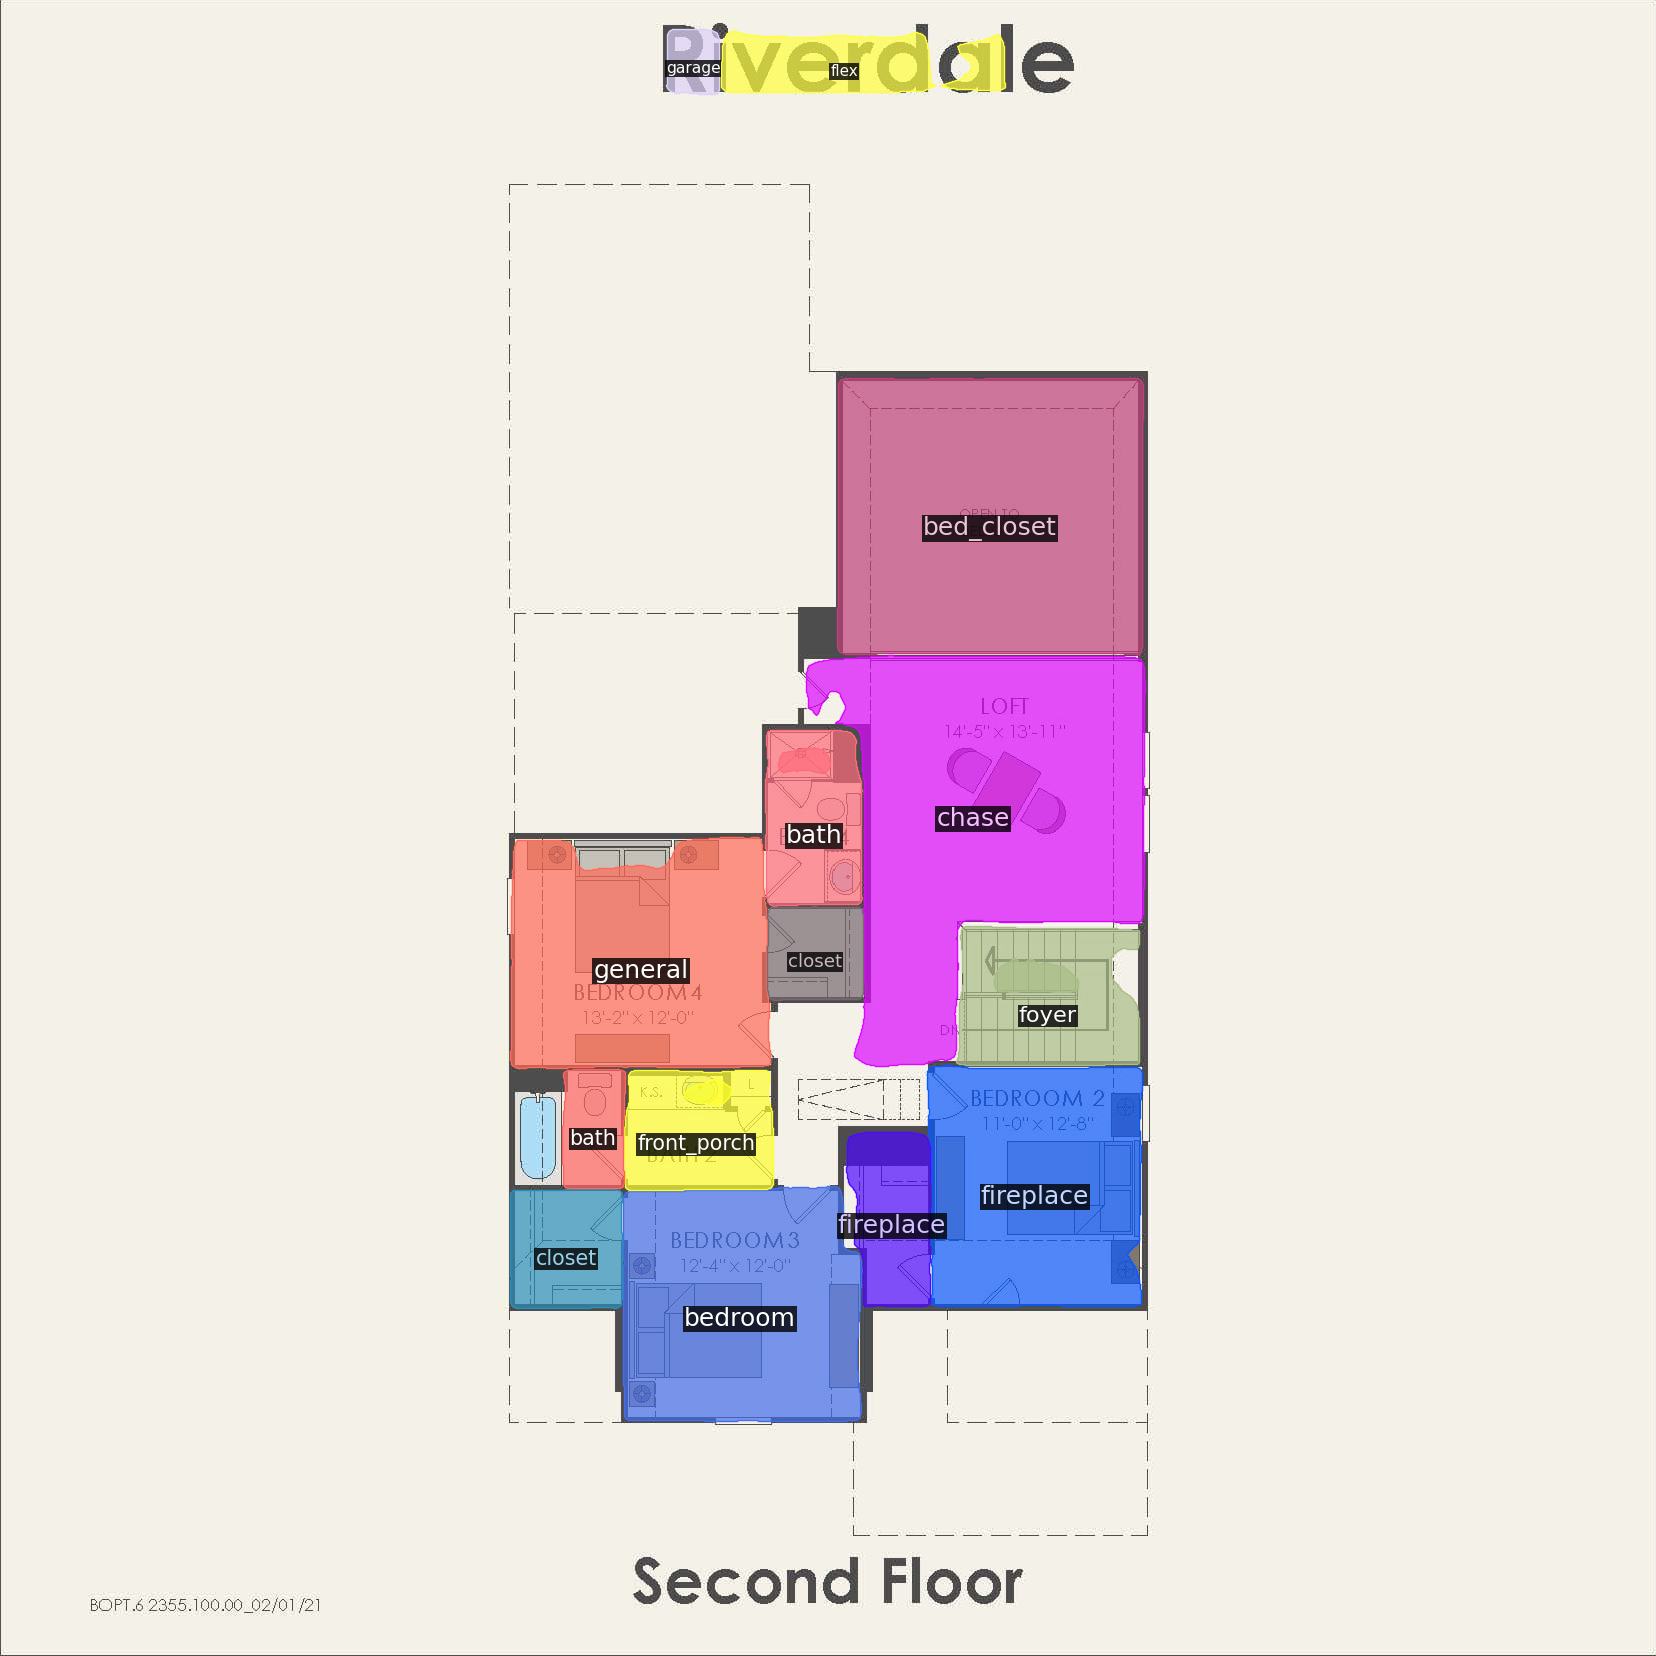 Riverdale
garage
flex
OPEN TO
bed_closet
LOFT
14'-5" x 13'-11"
chase
bath
closet
general
BEDROOM 4
13'-2" x 12'-0"
foyer
DN
K.S.
L
BEDROOM 2
11'-0" x 12'-8"
bath
front_porch
BATH 2
fireplace
fireplace
closet
BEDROOM 3
12'-4" x 12'-0"
bedroom
Second Floor
BOPT.6 2355.100.00_02/01/21